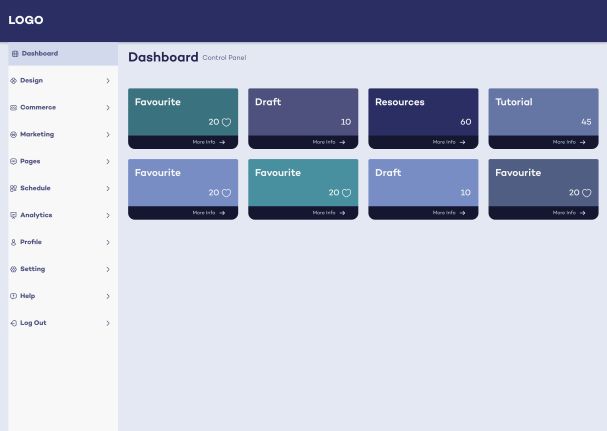 LOGO
Dashboard
Design
Commerce
Marketing
Pages
Schedule
Analytics
Profile
Setting
Help
Log Out
Dashboard Control Panel
Favourite
20
More Info
Draft
10
More Info
Resources
60
More Info
Tutorial
45
More Info
Favourite
20
More Info
Favourite
20
More Info
Draft
10
More Info
Favourite
20
More Info